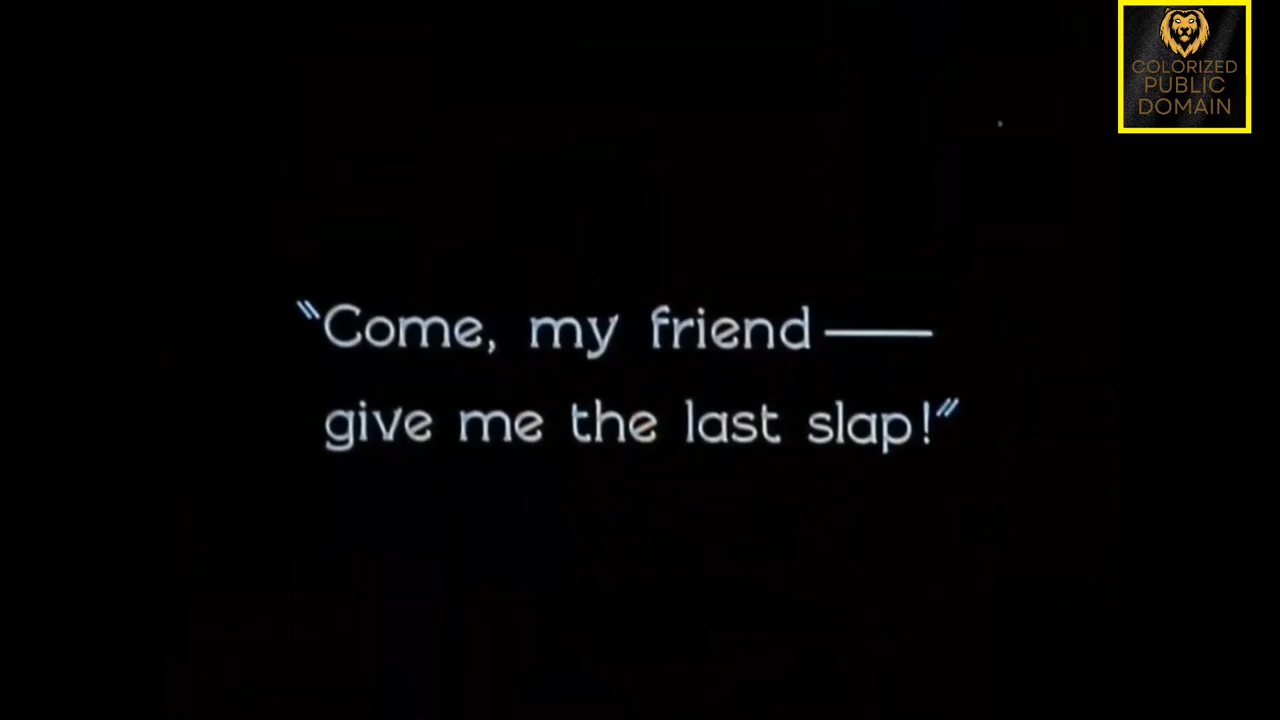 COLORIZED
PUBLIC
DOMAIN
"Come, my friend—
give me the last slap!"